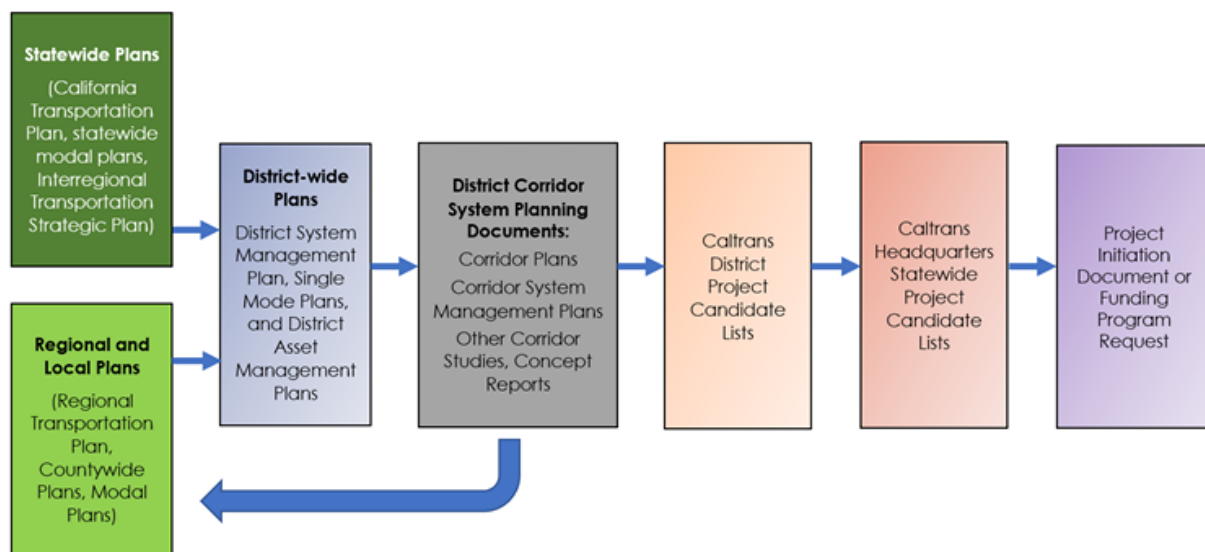 Statewide Plans
(California
Transportation
Plan, statewide
modal plans,
Interregional
Transportation
Strategic Plan)
Regional and
Local Plans
(Regional
Transportation
Plan,
Countywide
Plans, Modal
Plans)
District-wide
Plans
District System
Management
Plan, Single
Mode Plans,
and District
Asset
Management
Plans
District Corridor
System Planning
Documents:
Corridor Plans
Corridor System
Management Plans
Other Corridor
Studies, Concept
Reports
Caltrans
District
Project
Candidate
Lists
Caltrans
Headquarters
Statewide
Project
Candidate
Lists
Project
Initiation
Document or
Funding
Program
Request